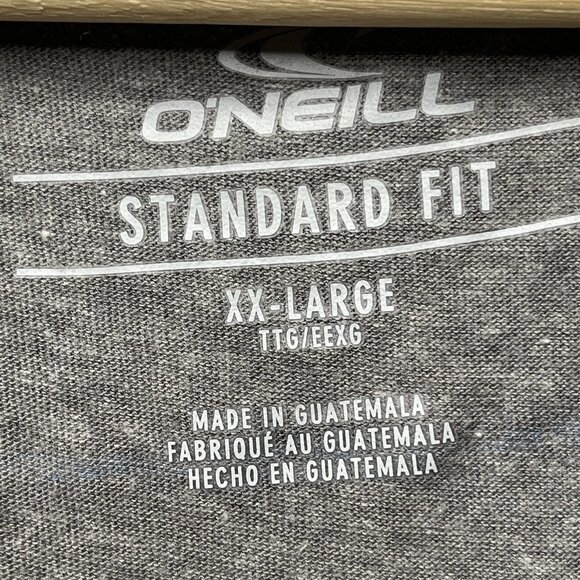 O'NEILL
STANDARD FIT
XX-LARGE
TTG/EEXG
MADE IN GUATEMALA
FABRIQUÉ AU GUATEMALA
HECHO EN GUATEMALA